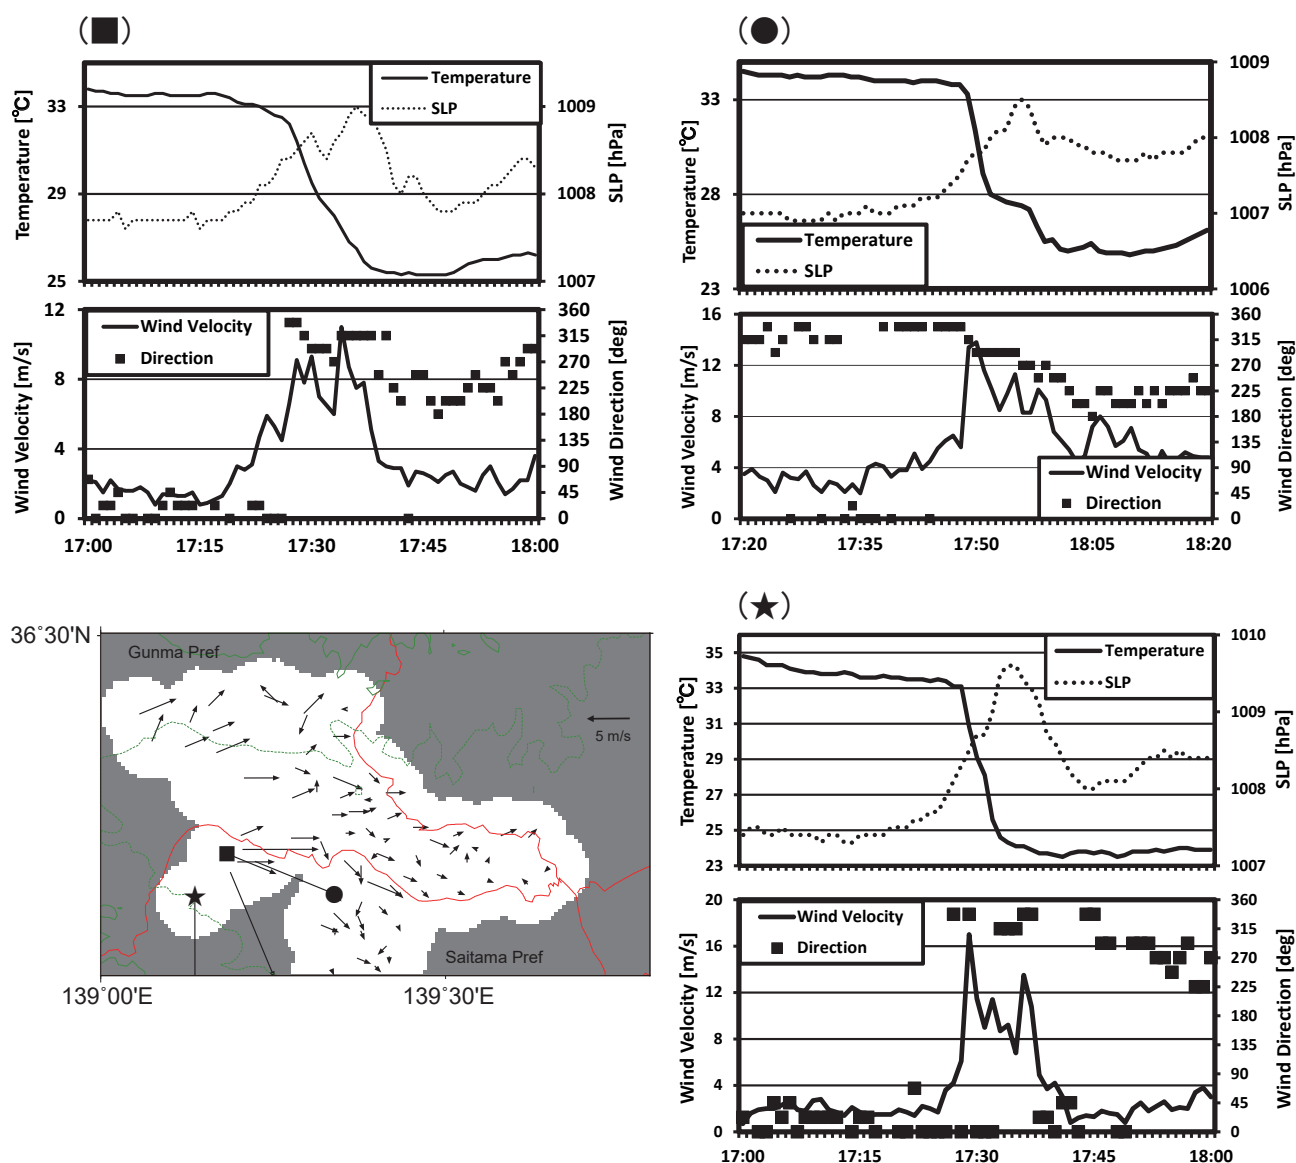 (■)
Temperature
SLP
33
29
25
Temperature [℃]
1009
1008
1007
SLP [hPa]
Wind Velocity
Direction
12
8
4
0
Wind Velocity [m/s]
360
315
270
225
180
135
90
45
0
Wind Direction [deg]
17:00 17:15 17:30 17:45 18:00
(●)
33
28
23
Temperature [℃]
Temperature
SLP
1009
1008
1007
1006
SLP [hPa]
16
12
8
4
0
Wind Velocity [m/s]
Wind Velocity
Direction
360
315
270
225
180
135
90
45
0
Wind Direction [deg]
17:20 17:35 17:50 18:05 18:20
36°30'N
Gunma Pref
5 m/s
Saitama Pref
139°00'E 139°30'E
(★)
Temperature
SLP
35
33
31
29
27
25
23
Temperature [℃]
1010
1009
1008
1007
SLP [hPa]
Wind Velocity
Direction
20
16
12
8
4
0
Wind Velocity [m/s]
360
315
270
225
180
135
90
45
0
Wind Direction [deg]
17:00 17:15 17:30 17:45 18:00